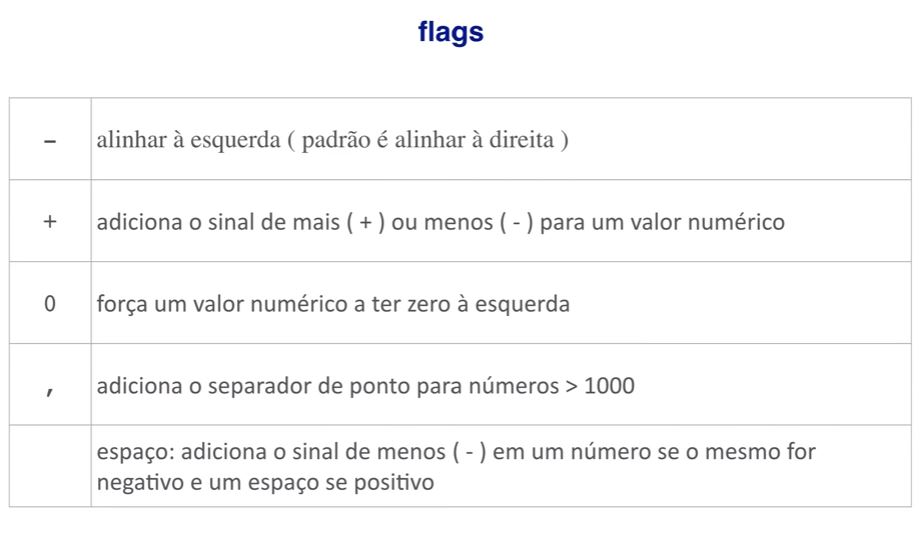 flags
– alinhar à esquerda ( padrão é alinhar à direita )
+ adiciona o sinal de mais ( + ) ou menos ( - ) para um valor numérico
0 força um valor numérico a ter zero à esquerda
, adiciona o separador de ponto para números > 1000
espaço: adiciona o sinal de menos ( - ) em um número se o mesmo for
negativo e um espaço se positivo